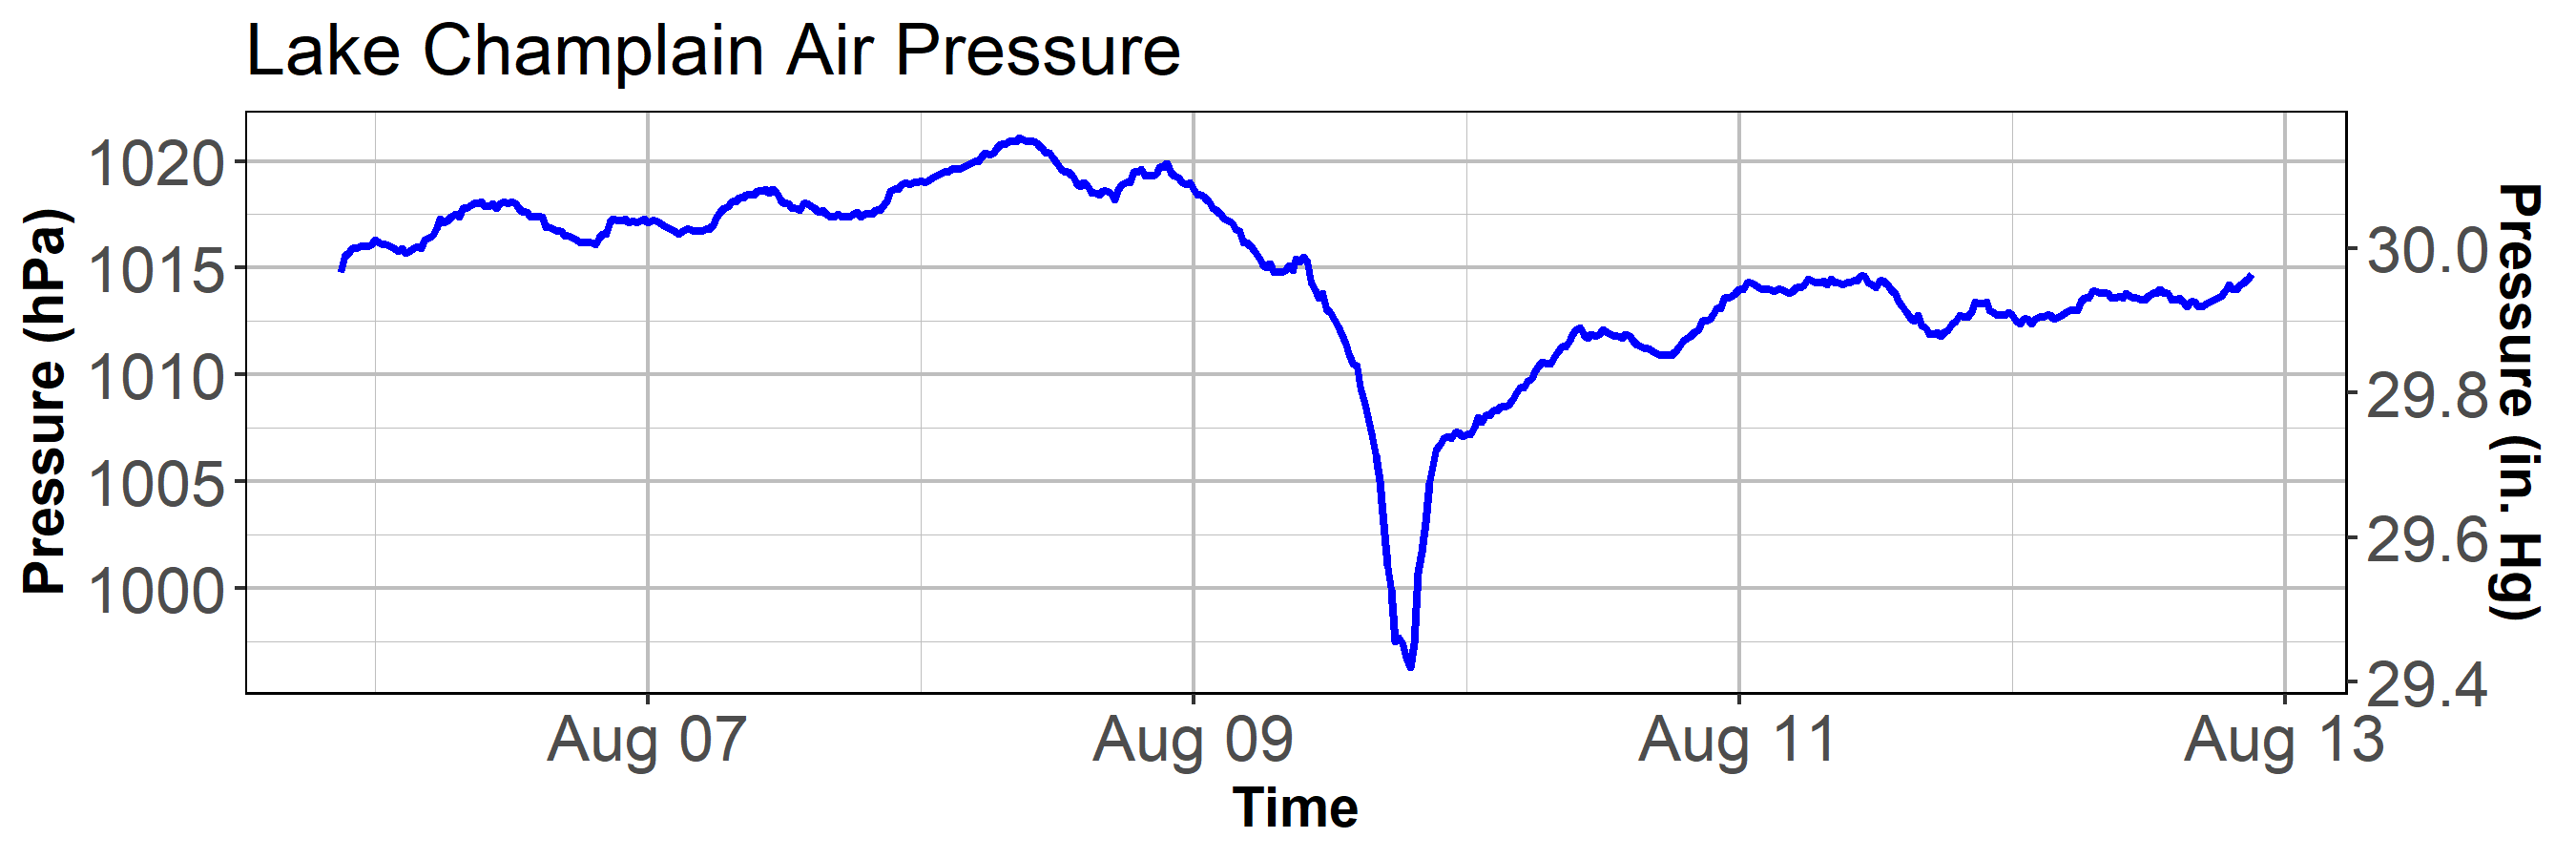 Lake Champlain Air Pressure
Pressure (hPa)
1020
1015
1010
1005
1000
30.0
29.8
29.6
29.4
Pressure (in. Hg)
Aug 07 Aug 09 Aug 11 Aug 13
Time